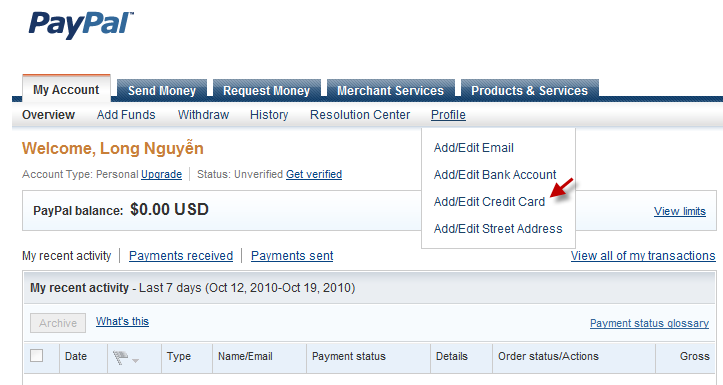 PayPal™
My Account Send Money Request Money Merchant Services Products & Services
Overview Add Funds Withdraw History Resolution Center Profile
Add/Edit Email
Add/Edit Bank Account
Add/Edit Credit Card
Add/Edit Street Address
Welcome, Long Nguyễn
Account Type: Personal Upgrade Status: Unverified Get verified
PayPal balance: $0.00 USD View limits
My recent activity Payments received Payments sent View all of my transactions
My recent activity - Last 7 days (Oct 12, 2010-Oct 19, 2010)
Archive What's this Payment status glossary
Date Type Name/Email Payment status Details Order status/Actions Gross